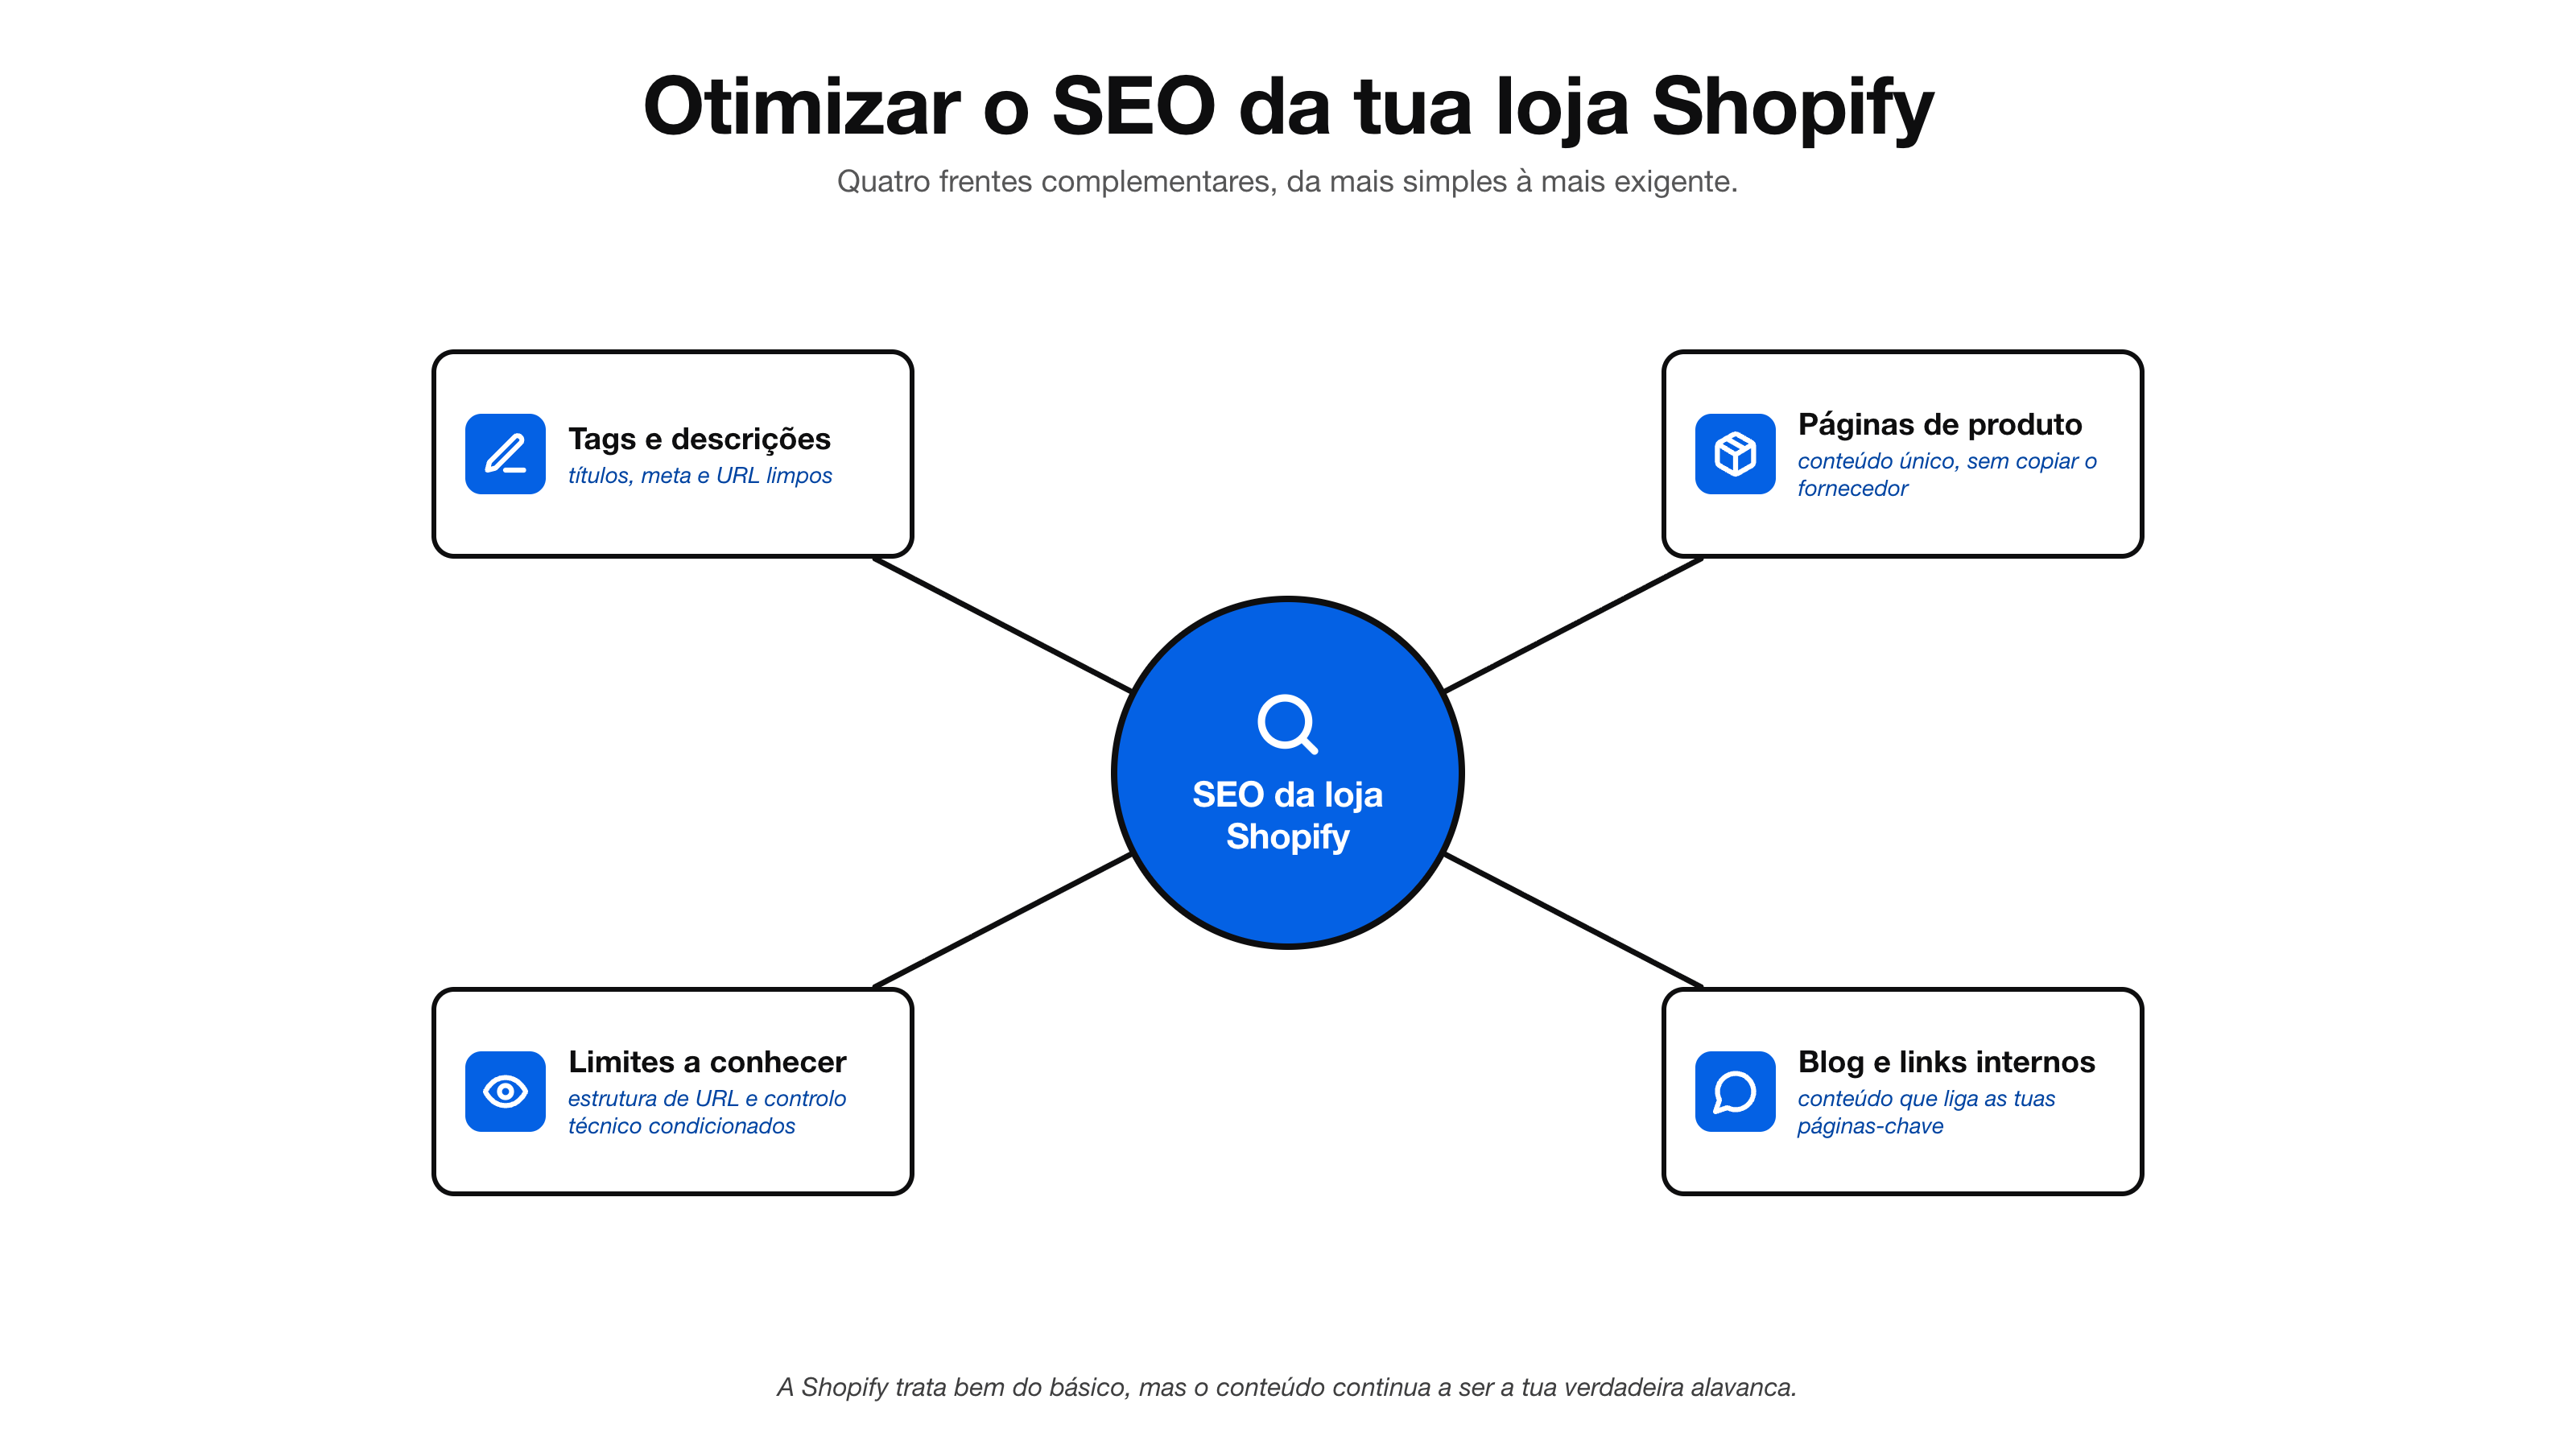 Otimizar o SEO da tua loja Shopify
Quatro frentes complementares, da mais simples à mais exigente.
Tags e descrições
títulos, meta e URL limpos
Páginas de produto
conteúdo único, sem copiar o
fornecedor
SEO da loja
Shopify
Limites a conhecer
estrutura de URL e controlo
técnico condicionados
Blog e links internos
conteúdo que liga as tuas
páginas-chave
A Shopify trata bem do básico, mas o conteúdo continua a ser a tua verdadeira alavanca.